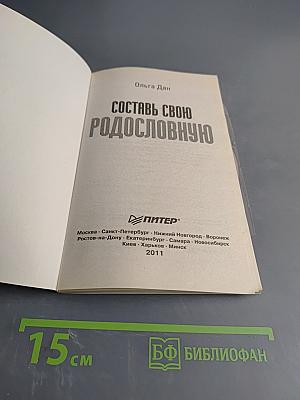 Ольга Дан
СОСТАВЬ СВОЮ
РОДОСЛОВНУЮ
ПИТЕР®
Москва · Санкт-Петербург · Нижний Новгород · Воронеж
Ростов-на-Дону · Екатеринбург · Самара · Новосибирск
Киев · Харьков · Минск
2011
15 см
БФ БИБЛИОФАН